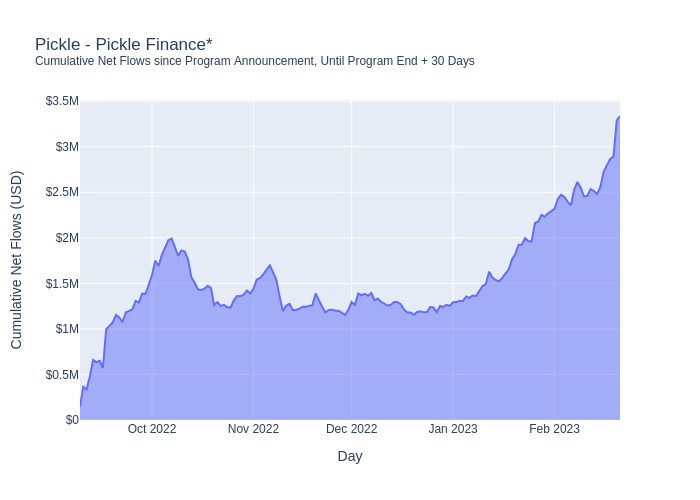 Pickle - Pickle Finance*
Cumulative Net Flows since Program Announcement, Until Program End + 30 Days
Cumulative Net Flows (USD)
$3.5M
$3M
$2.5M
$2M
$1.5M
$1M
$0.5M
$0
Oct 2022
Nov 2022
Dec 2022
Jan 2023
Feb 2023
Day